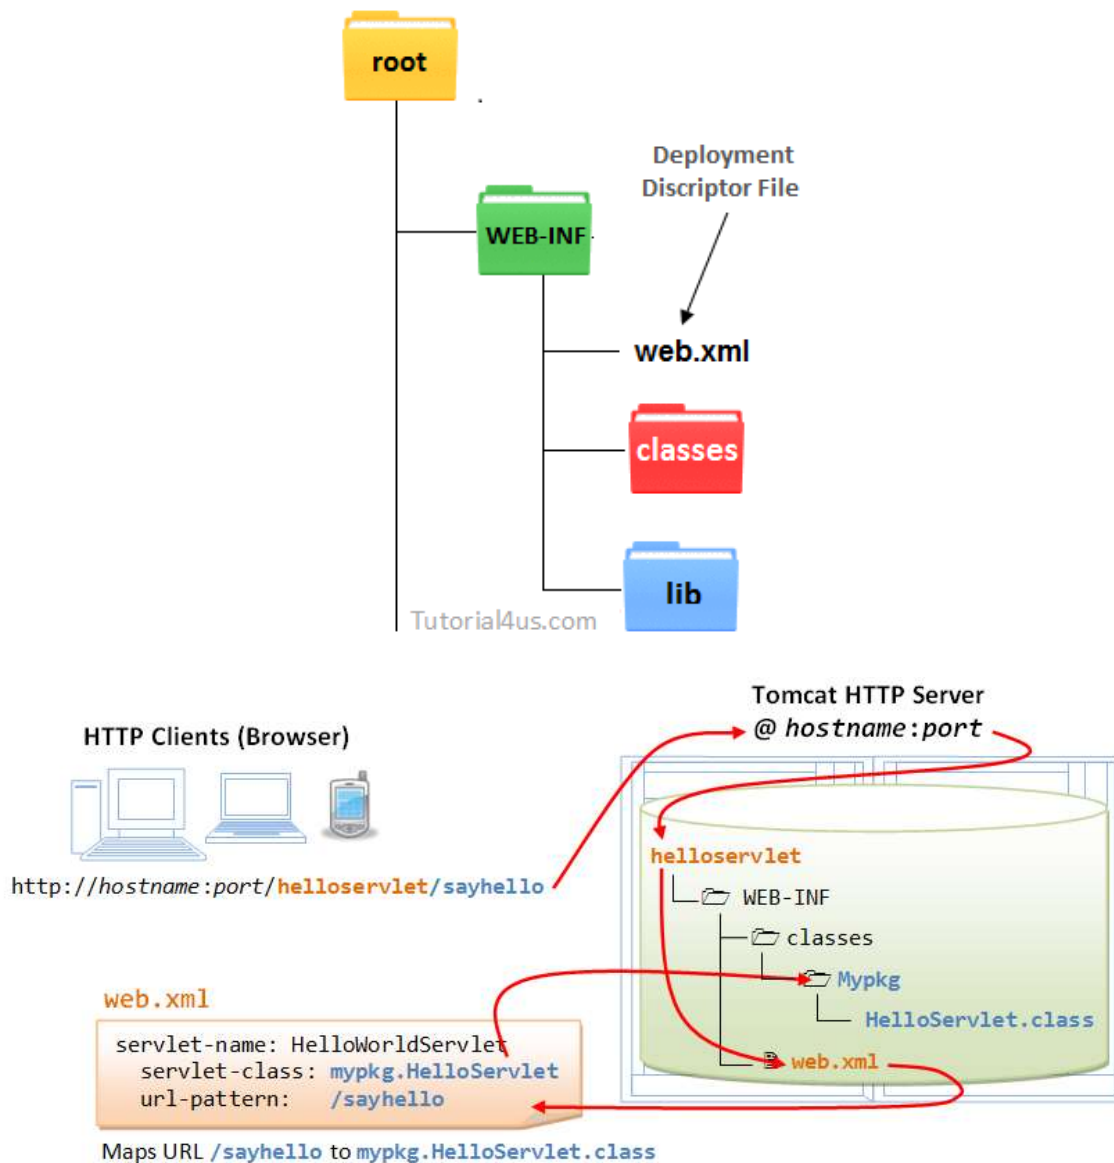 root
Deployment
Discriptor File
WEB-INF
web.xml
classes
lib
Tutorial4us.com
Tomcat HTTP Server
@ hostname:port
HTTP Clients (Browser)
http://hostname:port/helloservlet/sayhello
helloservlet
WEB-INF
classes
Mypkg
HelloServlet.class
web.xml
web.xml
servlet-name: HelloWorldServlet
servlet-class: mypkg.HelloServlet
url-pattern: /sayhello
Maps URL /sayhello to mypkg.HelloServlet.class